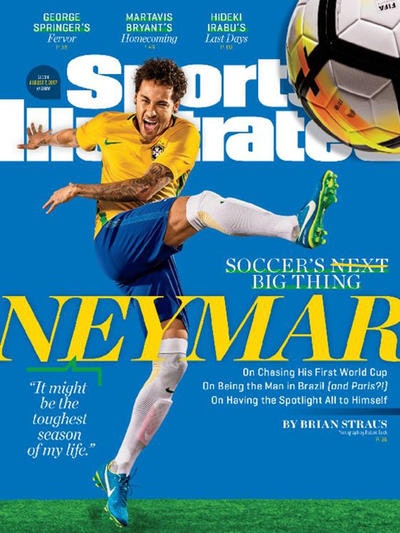 GEORGE
SPRINGER'S
Fervor
MARTAVIS
BRYANT'S
Homecoming
HIDEKI
IRABU'S
Last Days
Sports
Illustrated
FIFA
SOCCER'S NEXT
BIG THING
NEYMAR
On Chasing His First World Cup
On Being the Man in Brazil (and Paris?!)
On Having the Spotlight All to Himself
BY BRIAN STRAUS
"It might
be the
toughest
season
of my life."